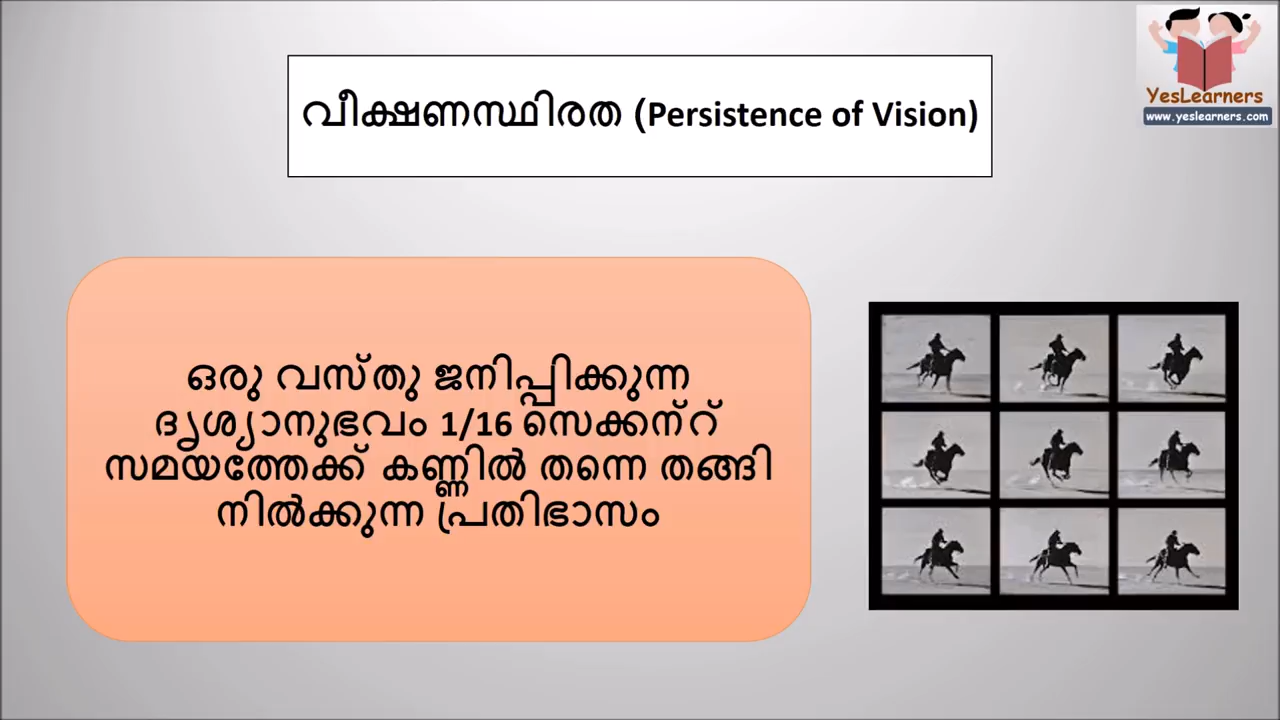 YesLearners
www.yeslearners.com
വീക്ഷണസ്ഥിരത (Persistence of Vision)
ഒരു വസ്തു ജനിപ്പിക്കുന്ന
ദൃശ്യാനുഭവം 1/16 സെക്കന്റ്
സമയത്തേക്ക് കണ്ണിൽ തന്നെ തങ്ങി
നിൽക്കുന്ന പ്രതിഭാസം